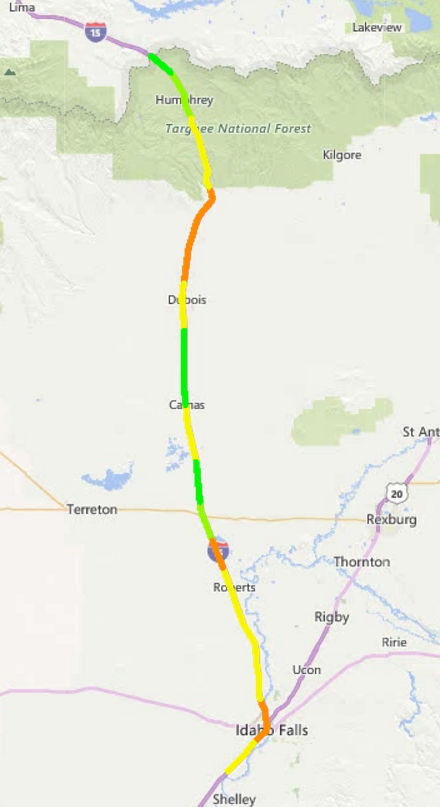 Lima
15
Lakeview
Humphrey
Targhee National Forest
Kilgore
Dubois
Camas
St Ant
20
Terreton
Rexburg
Thornton
Roberts
Rigby
Ririe
Ucon
Idaho Falls
Shelley